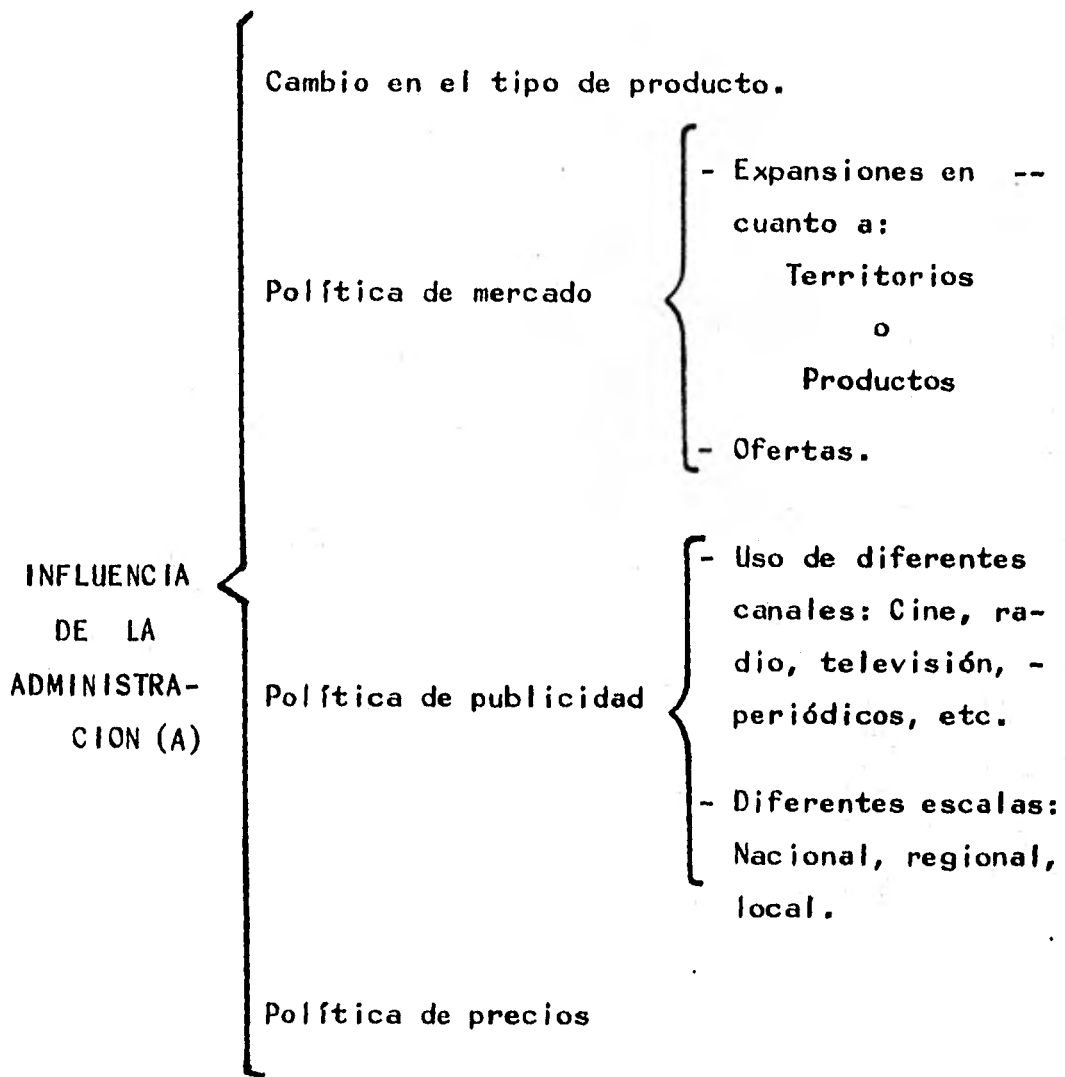 Cambio en el tipo de producto.
- Expansiones en --
cuanto a:
Territorios
Política de mercado
o
Productos
- Ofertas.
- Uso de diferentes
INFLUENCIA
canales: Cine, ra-
DE LA
dio, televisión, -
ADMINISTRA-
Política de publicidad
periódicos, etc.
CION (A)
- Diferentes escalas:
Nacional, regional,
local.
Política de precios